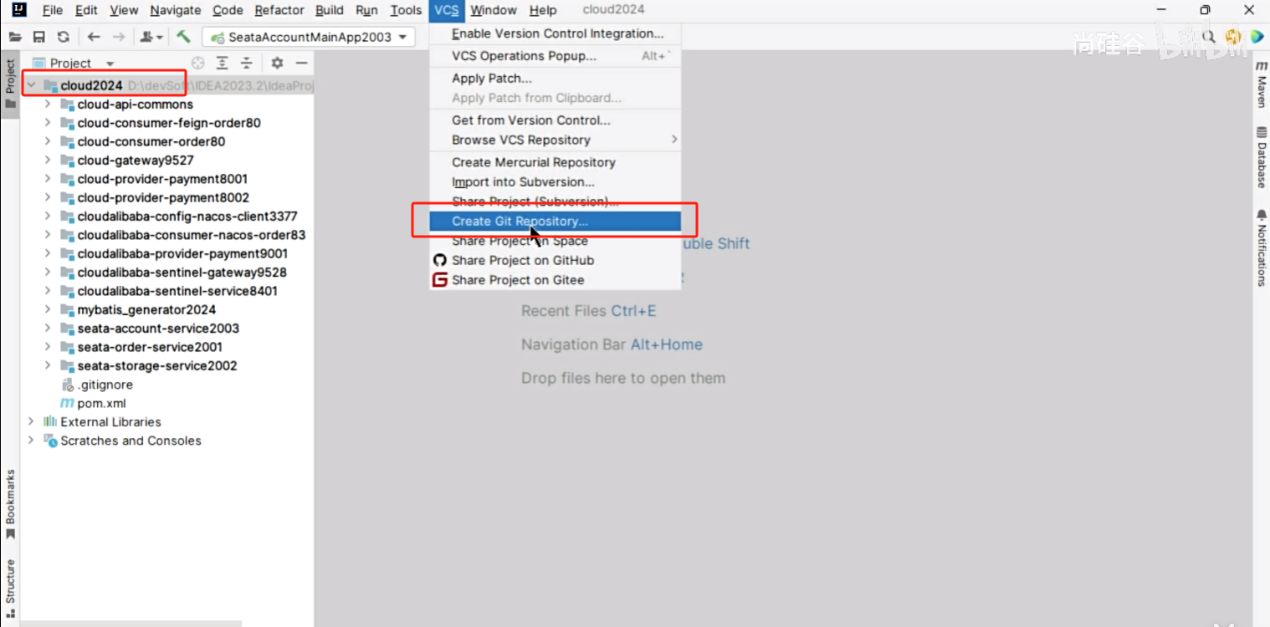 File Edit View Navigate Code Refactor Build Run Tools VCS Window Help cloud2024
SeataAccountMainApp2003
尚硅谷 bilibili
Project
cloud2024 D:\devSoft\IDEA2023.2\IdeaProj
cloud-api-commons
cloud-consumer-feign-order80
cloud-consumer-order80
cloud-gateway9527
cloud-provider-payment8001
cloud-provider-payment8002
cloudalibaba-config-nacos-client3377
cloudalibaba-consumer-nacos-order83
cloudalibaba-provider-payment9001
cloudalibaba-sentinel-gateway9528
cloudalibaba-sentinel-service8401
mybatis_generator2024
seata-account-service2003
seata-order-service2001
seata-storage-service2002
.gitignore
pom.xml
External Libraries
Scratches and Consoles
Enable Version Control Integration...
VCS Operations Popup... Alt+`
Apply Patch...
Apply Patch from Clipboard...
Get from Version Control...
Browse VCS Repository
Create Mercurial Repository
Import into Subversion...
Share Project (Subversion)...
Create Git Repository...
Share Project on Space
Share Project on GitHub
Share Project on Gitee
uble Shift
Recent Files Ctrl+E
Navigation Bar Alt+Home
Drop files here to open them
Project
Bookmarks
Structure
Maven
Database
Notifications